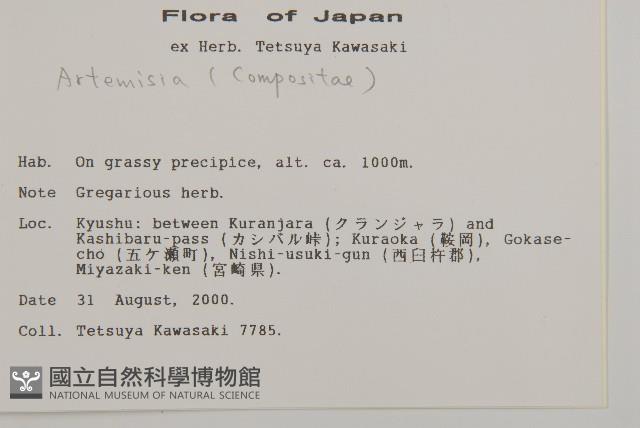 Flora of Japan
ex Herb. Tetsuya Kawasaki
Artemisia (Compositae)
Hab. On grassy precipice, alt. ca. 1000m.
Note Gregarious herb.
Loc. Kyushu: between Kuranjara (クランジャラ) and
Kashibaru-pass (カシバル峠); Kuraoka (鞍岡), Gokase-
cho (五ケ瀬町), Nishi-usuki-gun (西臼杵郡),
Miyazaki-ken (宮崎県).
Date 31 August, 2000.
Coll. Tetsuya Kawasaki 7785.
國立自然科學博物館
NATIONAL MUSEUM OF NATURAL SCIENCE